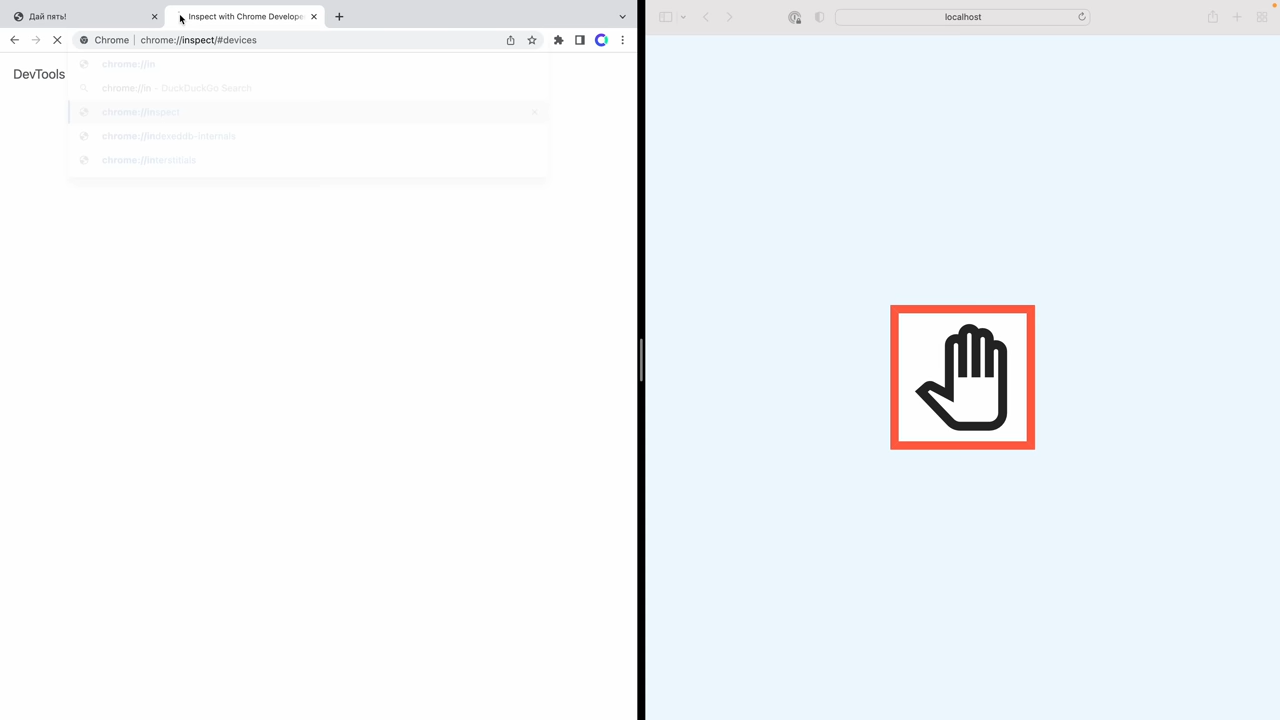 Дай пять!
Inspect with Chrome Develope
Chrome
chrome://inspect/#devices
localhost
DevTools
chrome://in
chrome://in - DuckDuckGo Search
chrome://inspect
chrome://indexeddb-internals
chrome://interstitials